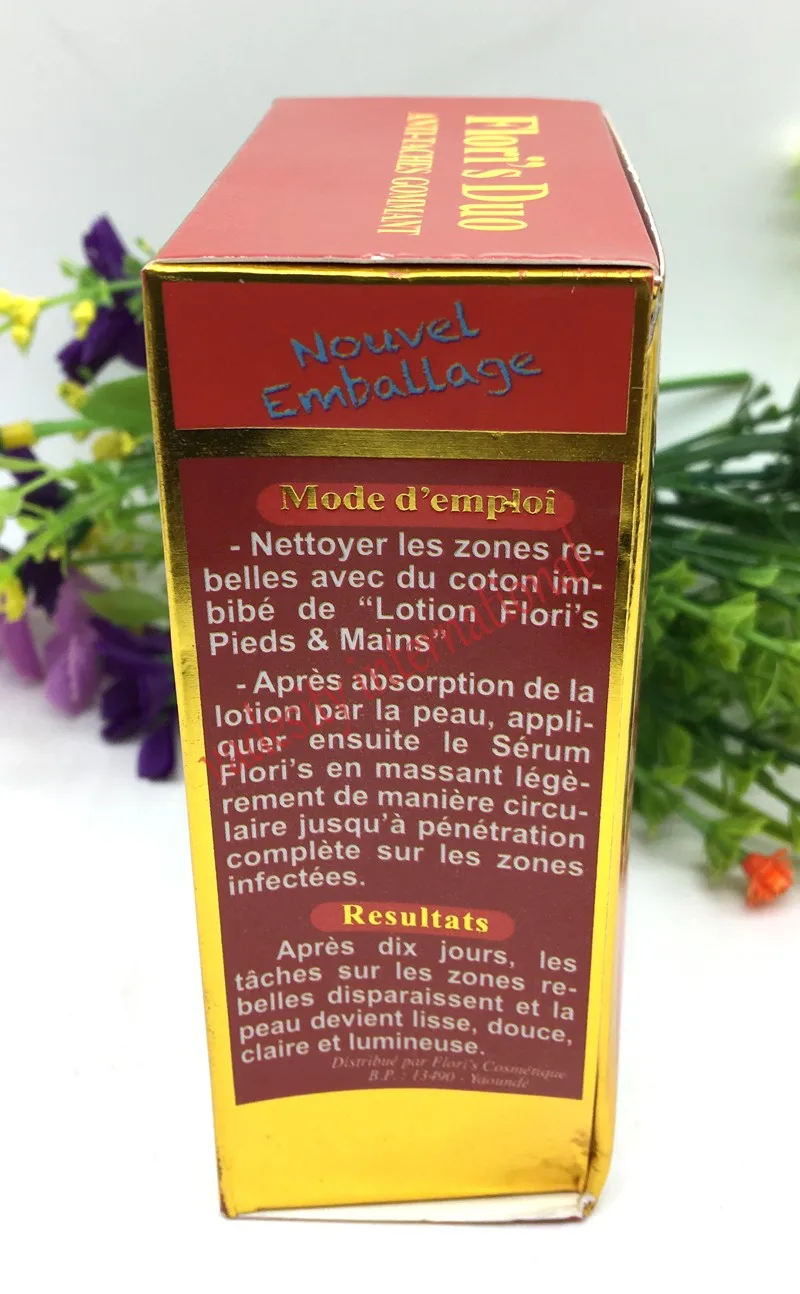 Flori's Duo
ANTI-TACHES GOMMANT
Nouvel
Emballage
Mode d'emploi
- Nettoyer les zones re-
belles avec du coton im-
bibé de "Lotion Flori's
Pieds & Mains"
- Après absorption de la
lotion par la peau, appli-
quer ensuite le Sérum
Flori's en massant légè-
rement de manière circu-
laire jusqu'à pénétration
complète sur les zones
infectées.
Resultats
Après dix jours, les
tâches sur les zones re-
belles disparaissent et la
peau devient lisse, douce,
claire et lumineuse.
Distribué par Flori's Cosmétique
B.P. : 13490 - Yaoundé
international